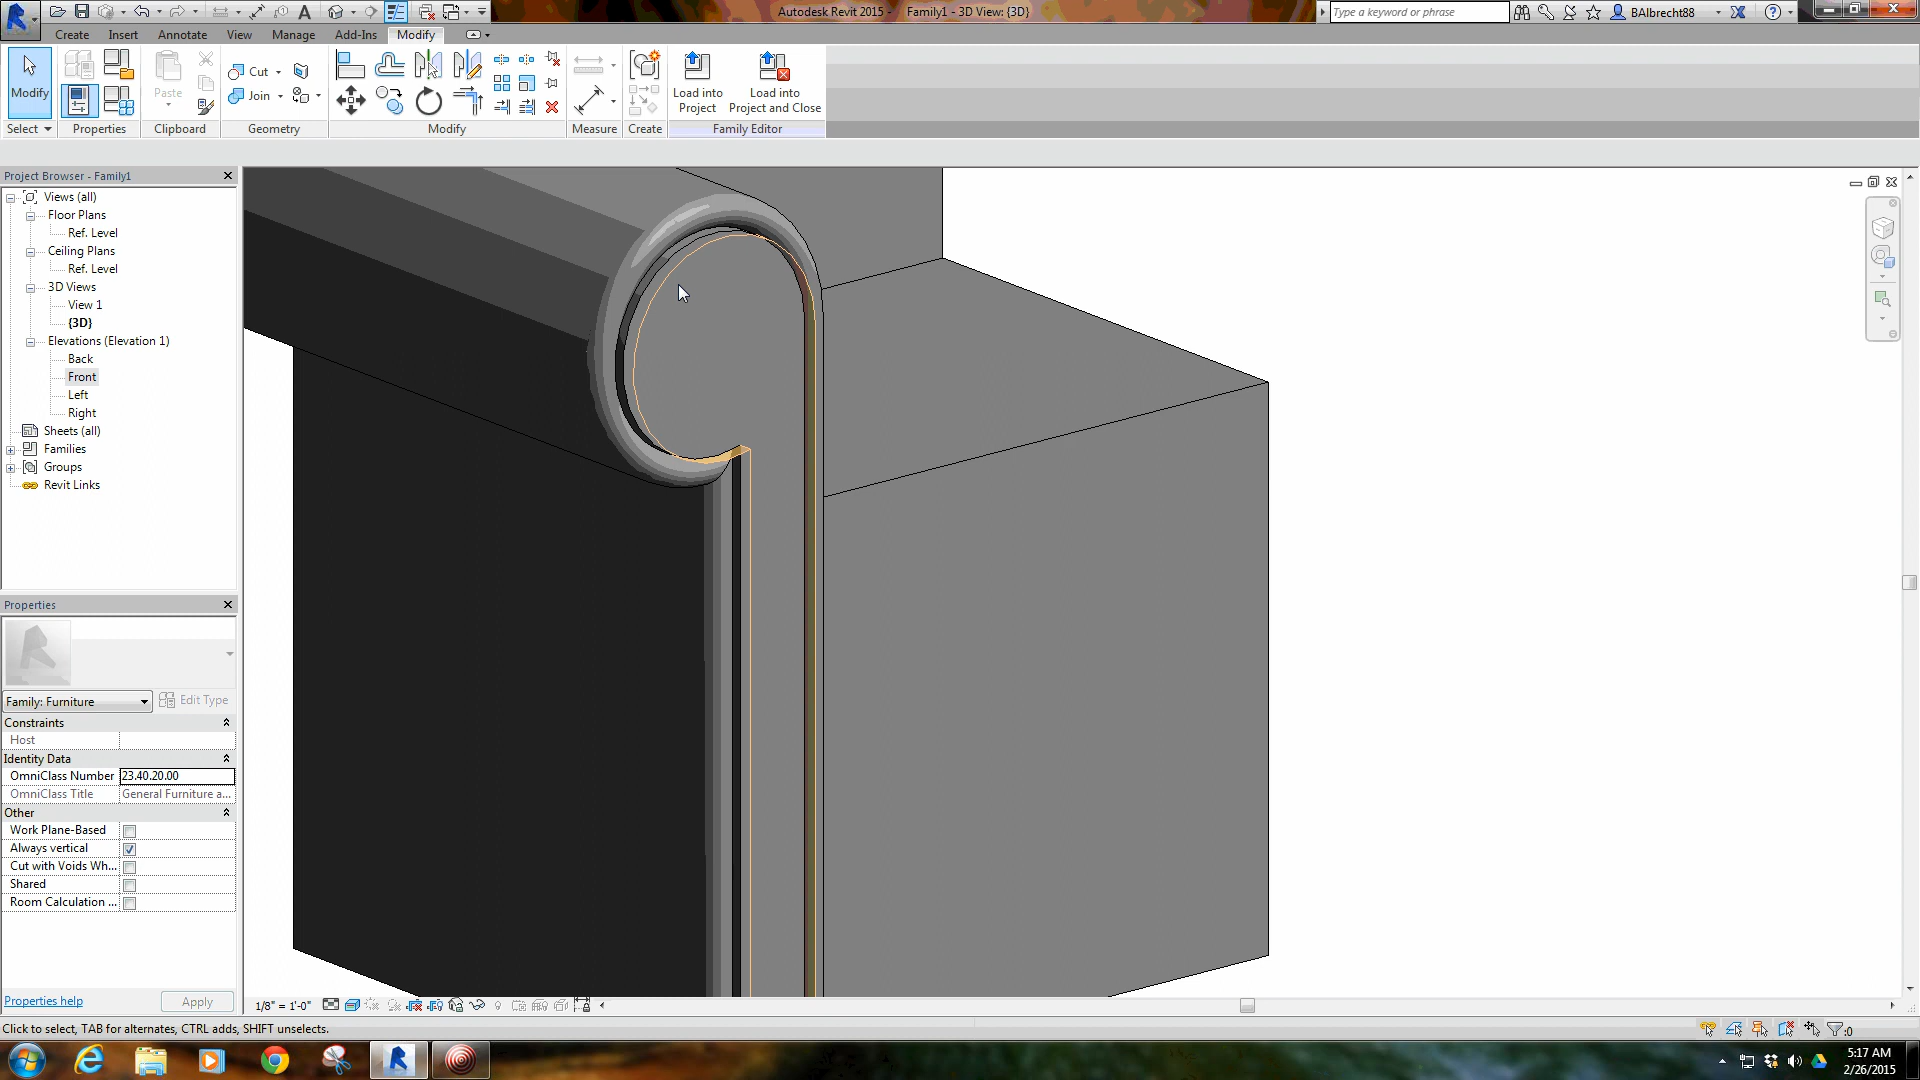 Autodesk Revit 2015 - Family1 - 3D View: {3D}
Type a keyword or phrase
BAlbrecht88
Create Insert Annotate View Manage Add-Ins Modify
Modify
Paste
Cut
Join
Load into Project
Load into Project and Close
Select Properties Clipboard Geometry Modify Measure Create Family Editor
Project Browser - Family1
Views (all)
Floor Plans
Ref. Level
Ceiling Plans
Ref. Level
3D Views
View 1
{3D}
Elevations (Elevation 1)
Back
Front
Left
Right
Sheets (all)
Families
Groups
Revit Links
Properties
Family: Furniture Edit Type
Constraints
Host
Identity Data
OmniClass Number 23.40.20.00
OmniClass Title General Furniture a...
Other
Work Plane-Based
Always vertical
Cut with Voids Wh...
Shared
Room Calculation ...
Properties help Apply
1/8" = 1'-0"
Click to select, TAB for alternates, CTRL adds, SHIFT unselects.
:0
5:17 AM
2/26/2015